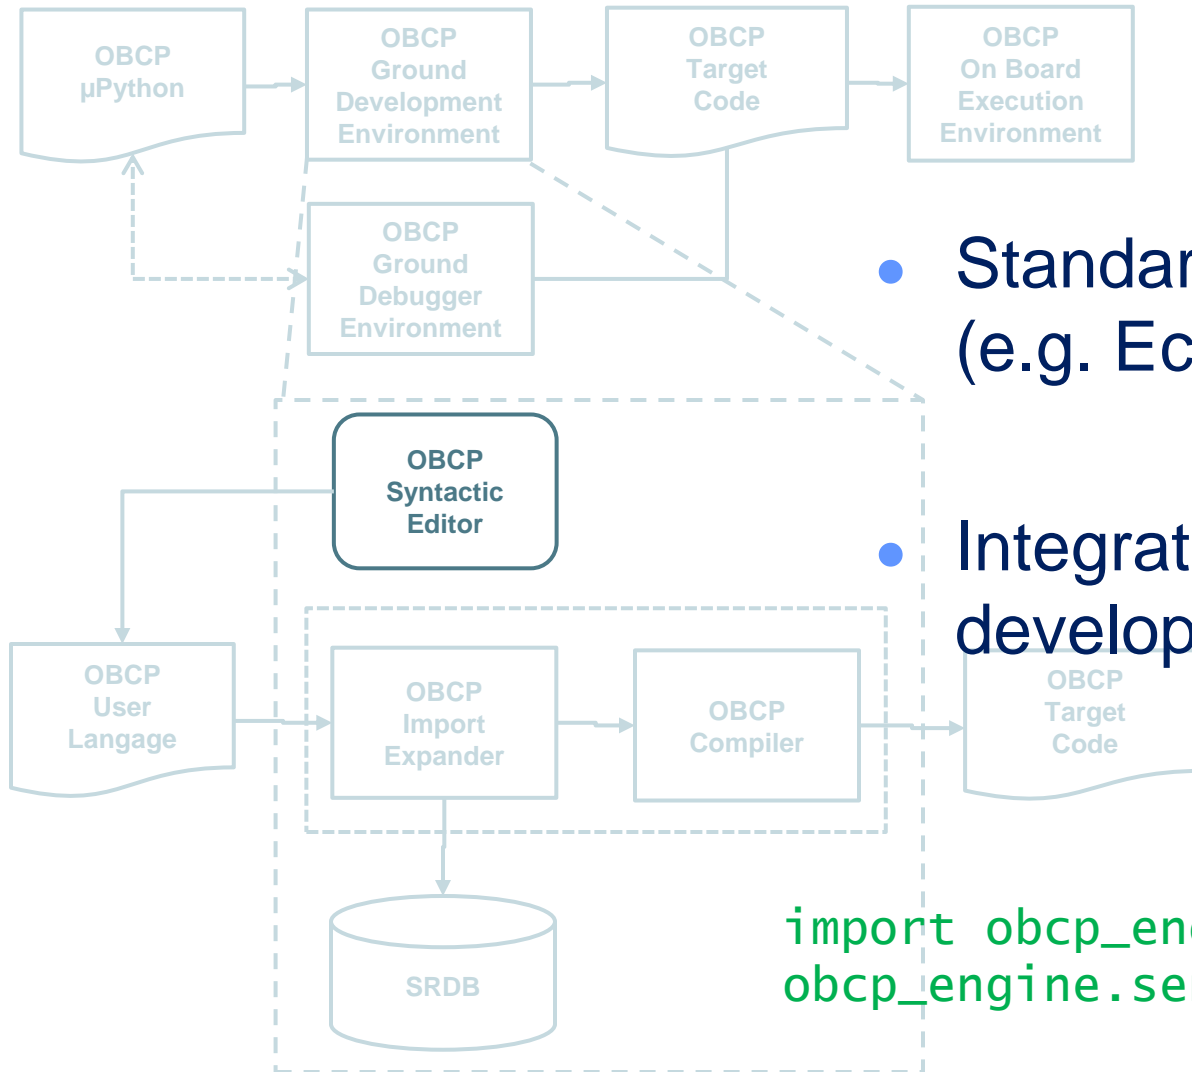 OBCP
µPython
OBCP
Ground
Development
Environment
OBCP
Target
Code
OBCP
On Board
Execution
Environment
OBCP
Ground
Debugger
Environment
Standar
(e.g. Ec
OBCP
Syntactic
Editor
Integrat
develop
OBCP
User
Langage
OBCP
Import
Expander
OBCP
Compiler
OBCP
Target
Code
SRDB
import obcp_en
obcp_engine.se